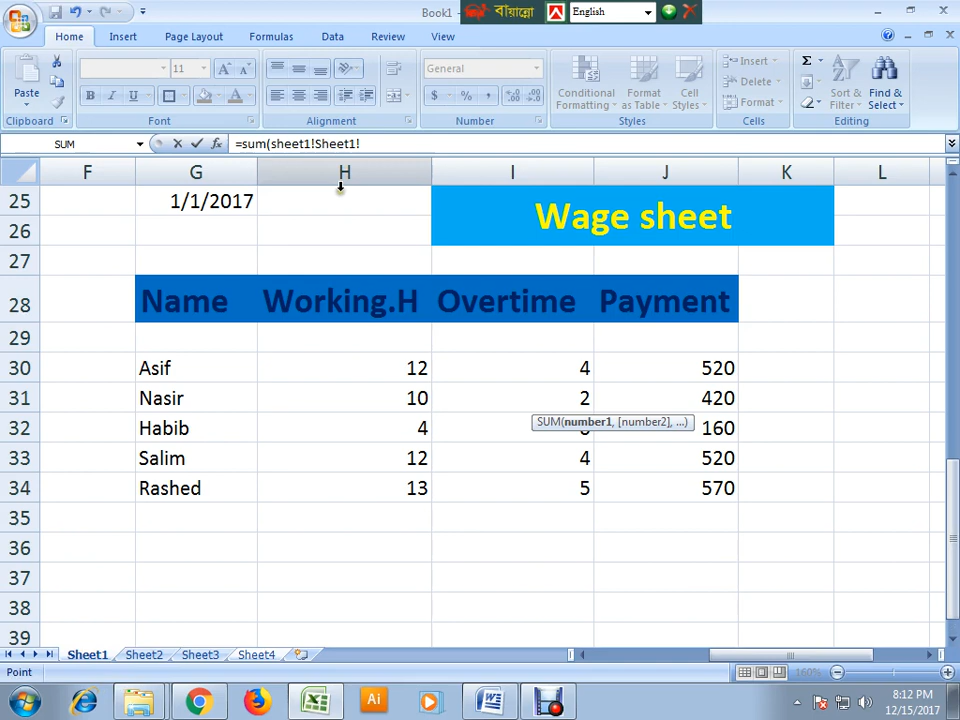 Book1 -
বায়ান্নো
English
Home Insert Page Layout Formulas Data Review View
Paste
11
B I U
General
$ % ,
Conditional Formatting
Format as Table
Cell Styles
Insert
Delete
Format
Sort & Filter
Find & Select
Clipboard Font Alignment Number Styles Cells Editing
SUM =sum(sheet1!Sheet1!
F G H I J K L
25 1/1/2017
Wage sheet
26
27
28 Name Working.H Overtime Payment
29
30 Asif 12 4 520
31 Nasir 10 2 420
SUM(number1, [number2], ...)
32 Habib 4 160
33 Salim 12 4 520
34 Rashed 13 5 570
35
36
37
38
39
Sheet1 Sheet2 Sheet3 Sheet4
Point 160%
Ai
8:12 PM
12/15/2017